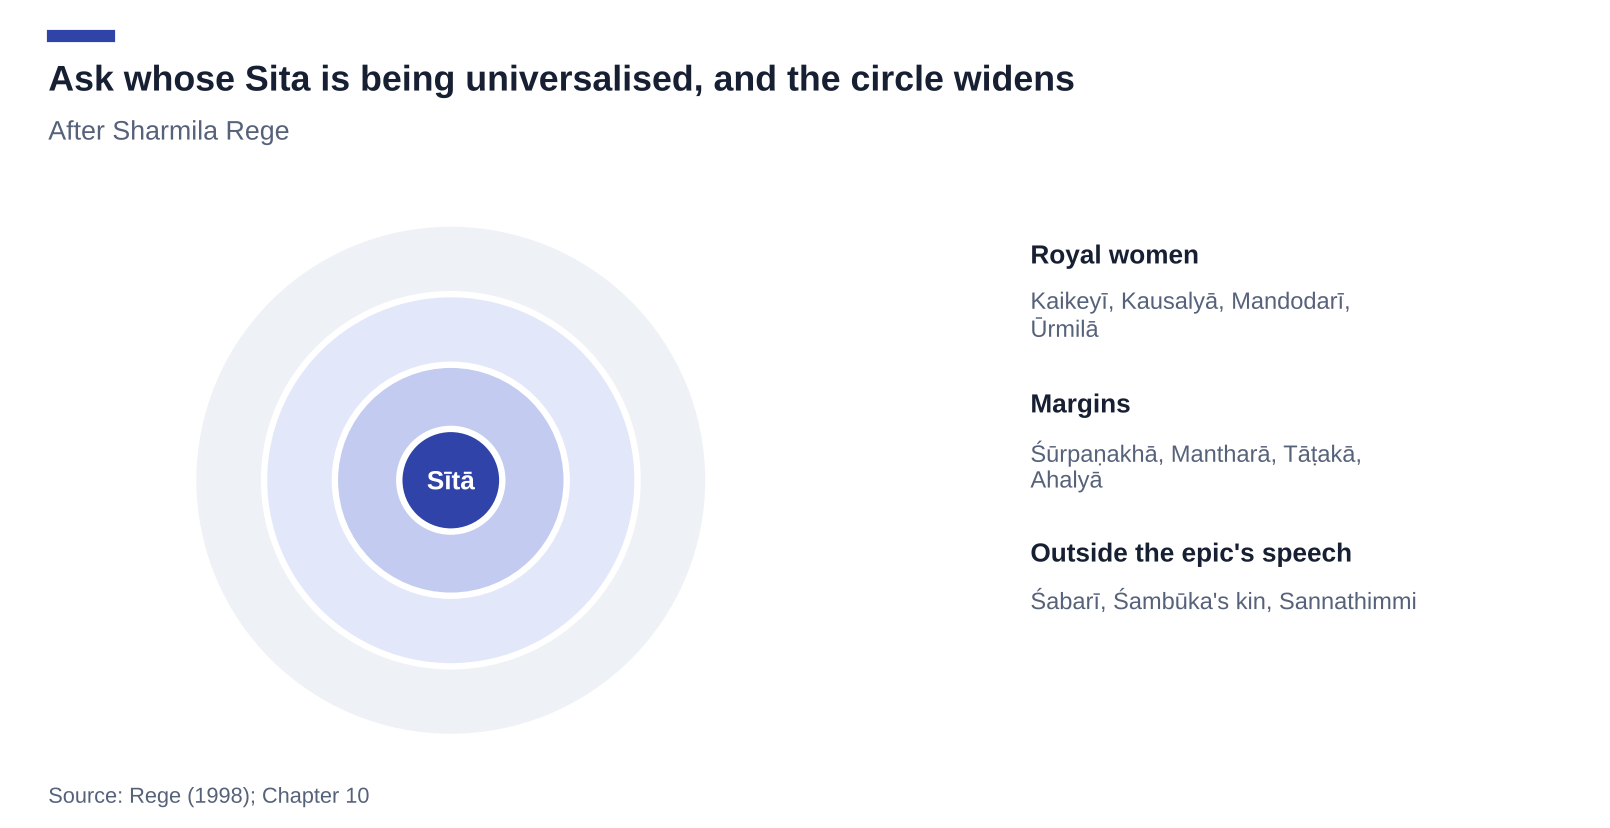 Ask whose Sita is being universalised, and the circle widens
After Sharmila Rege
Sītā
Royal women
Kaikeyī, Kausalyā, Mandodarī,
Ūrmilā
Margins
Śūrpaṇakhā, Mantharā, Tāṭakā,
Ahalyā
Outside the epic's speech
Śabarī, Śambūka's kin, Sannathimmi
Source: Rege (1998); Chapter 10